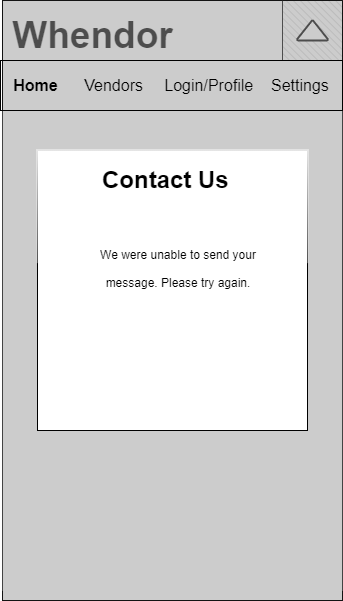 Whendor
Home Vendors Login/Profile Settings
Contact Us
We were unable to send your
message. Please try again.